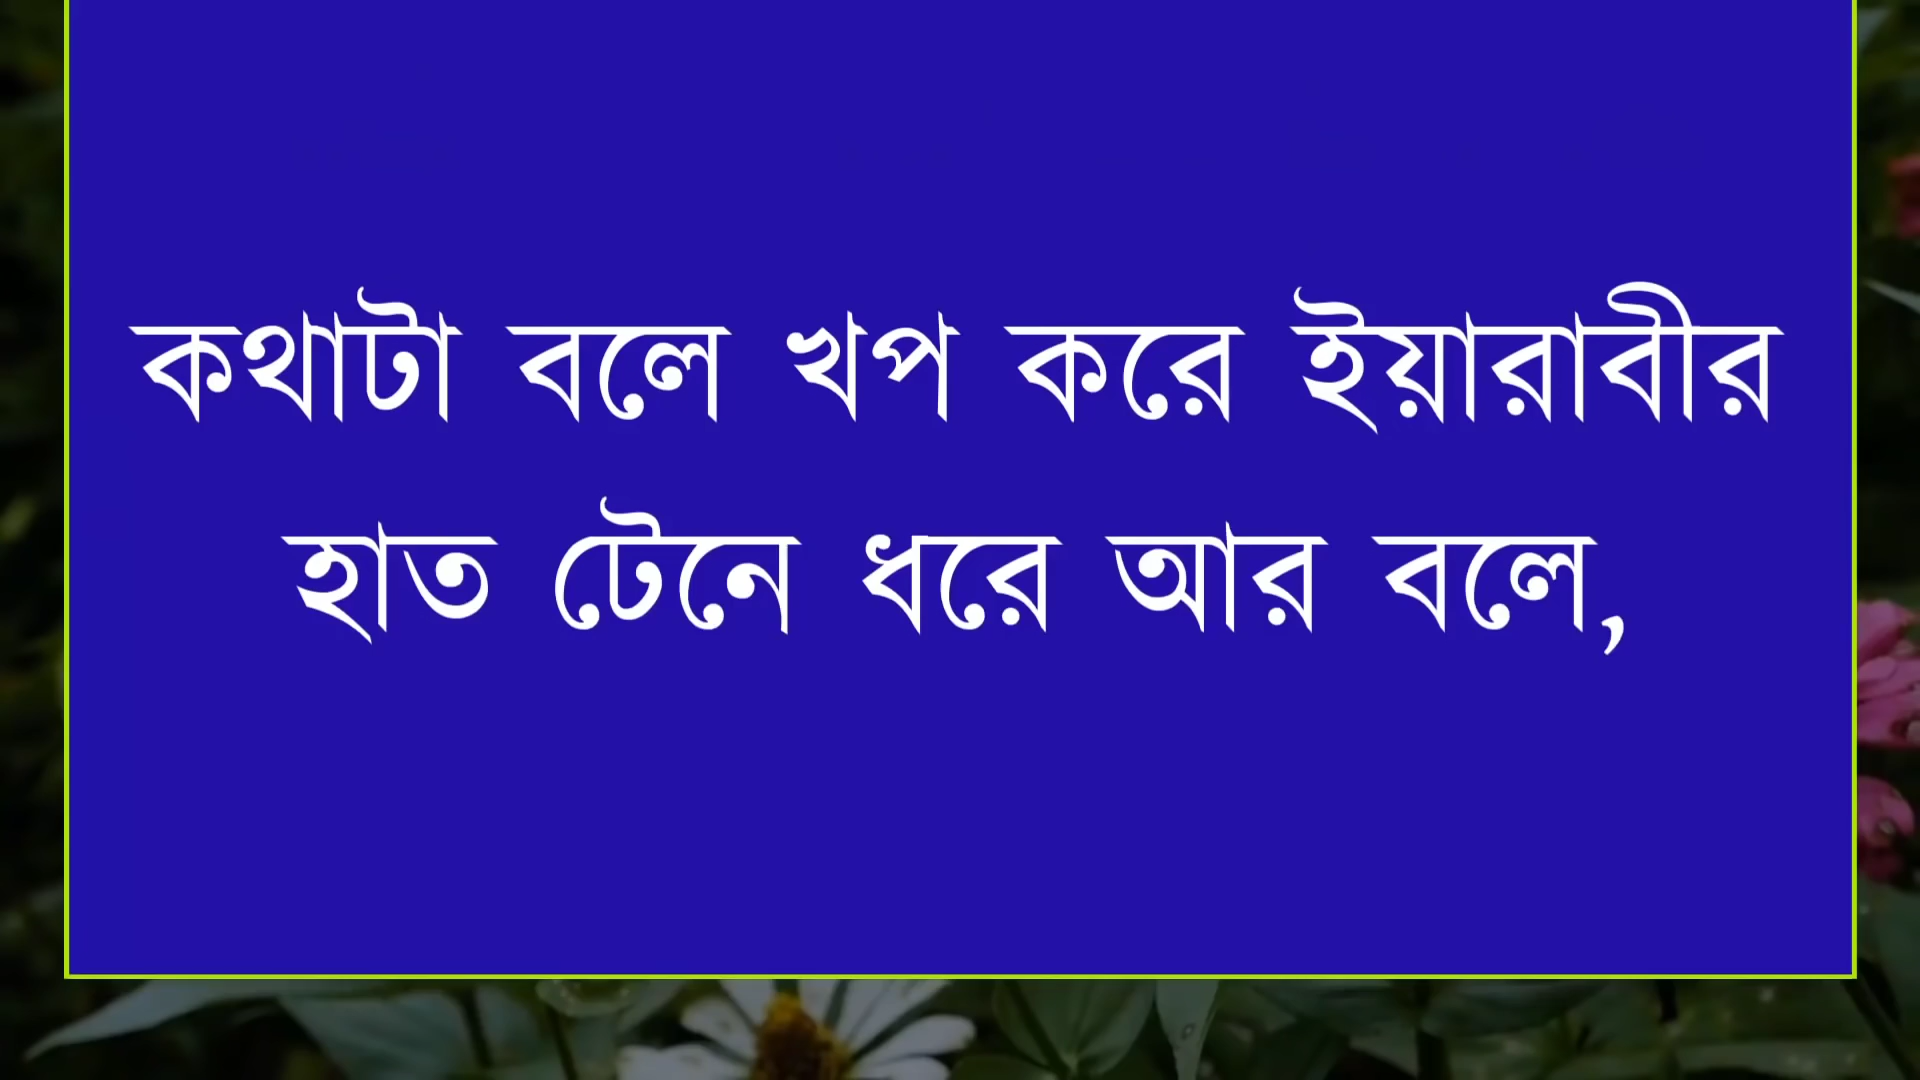 কথাটা বলে খপ করে ইয়ারাবীর
হাত টেনে ধরে আর বলে,